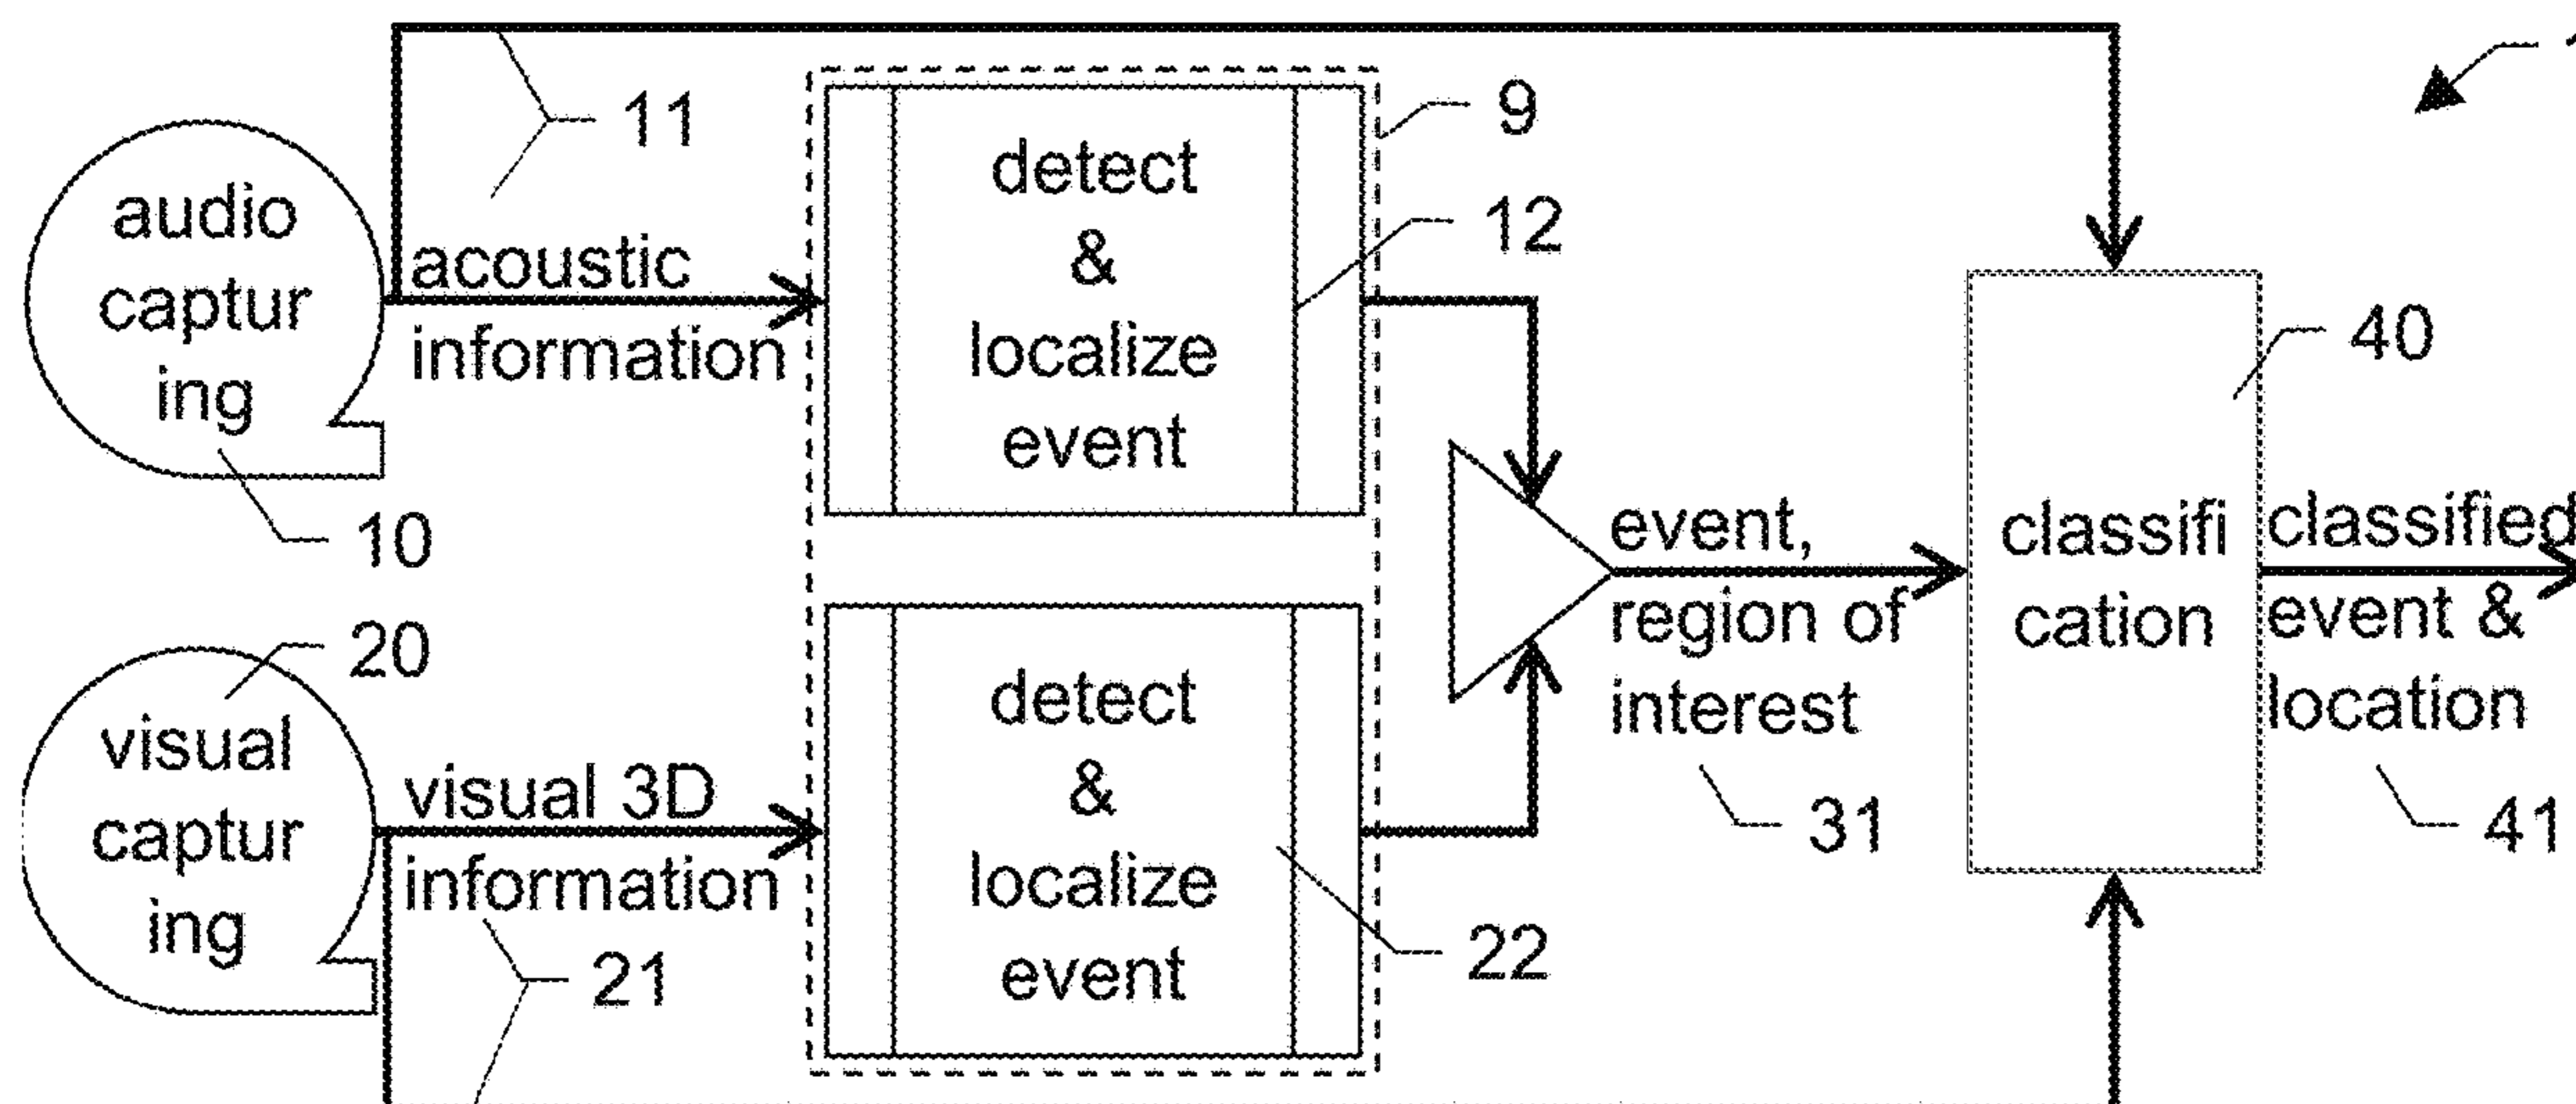 11
9
12
audio
captur
ing
10
acoustic
information
detect
&
localize
event
40
20
visual
captur
ing
visual 3D
information
21
detect
&
localize
event
22
event,
region of
interest
31
classifi
cation
classified
event &
location
41